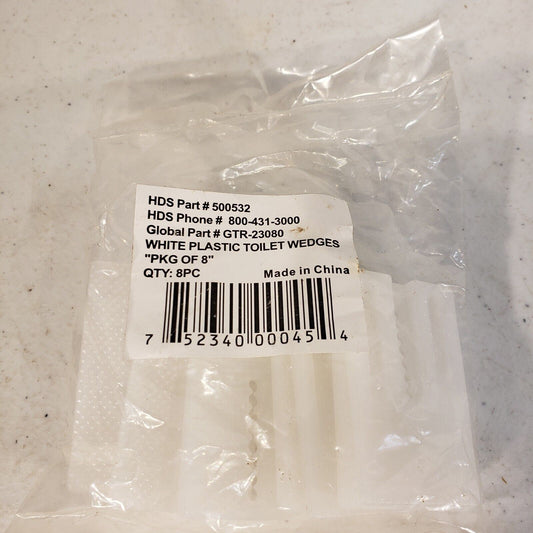 HDS Part # 500532
HDS Phone # 800-431-3000
Global Part # GTR-23080
WHITE PLASTIC TOILET WEDGES
"PKG OF 8"
QTY: 8PC Made in China
7 52340 00045 4